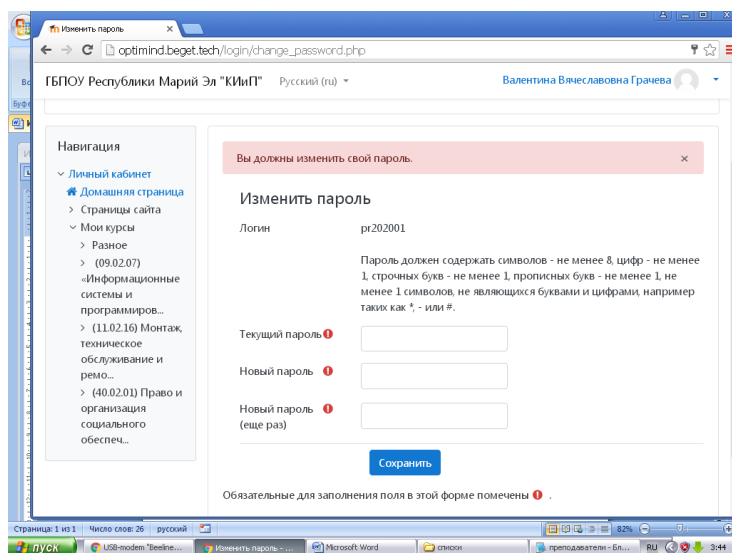 Изменить пароль
optimind.beget.tech/login/change_password.php
ГБПОУ Республики Марий Эл "КИиП" Русский (ru)
Валентина Вячеславовна Грачева
Навигация
Личный кабинет
Домашняя страница
Страницы сайта
Мои курсы
Разное
(09.02.07)
«Информационные
системы и
программиров...
(11.02.16) Монтаж,
техническое
обслуживание и
ремо...
(40.02.01) Право и
организация
социального
обеспеч...
Вы должны изменить свой пароль.
Изменить пароль
Логин pr202001
Пароль должен содержать символов - не менее 8, цифр - не менее
1, строчных букв - не менее 1, прописных букв - не менее 1, не
менее 1 символов, не являющихся буквами и цифрами, например
таких как *, - или #.
Текущий пароль
Новый пароль
Новый пароль
(еще раз)
Сохранить
Обязательные для заполнения поля в этой форме помечены .
Страница: 1 из 1 Число слов: 26 русский 82%
пуск USB-modem "Beeline... Изменить пароль - ... Microsoft Word списки преподаватели - Бл... RU 3:44